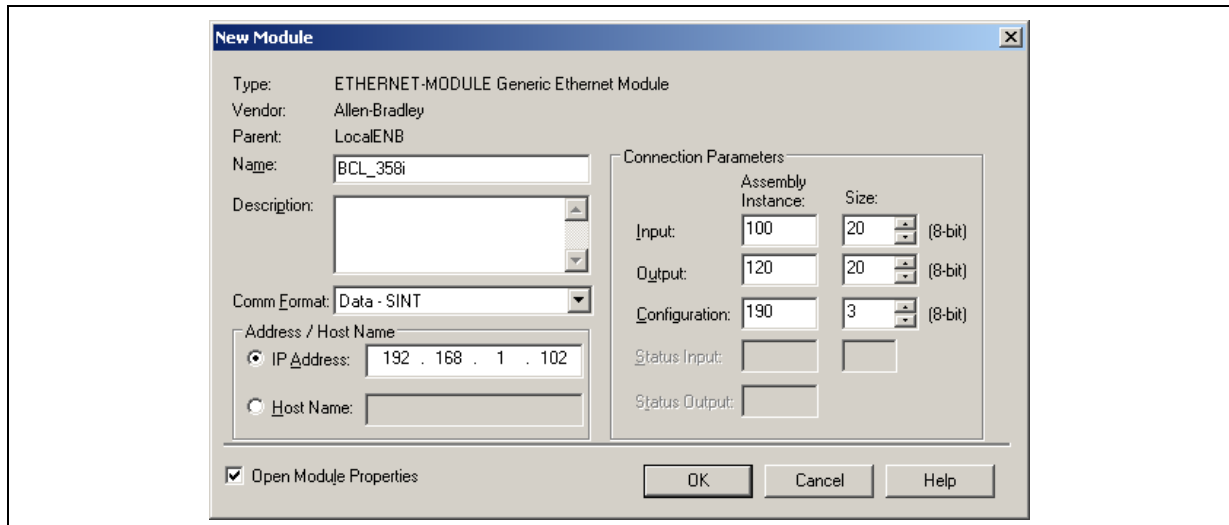 New Module
Type: ETHERNET-MODULE Generic Ethernet Module
Vendor: Allen-Bradley
Parent: LocalENB
Name: BCL_358i
Description:
Comm Format: Data - SINT
Address / Host Name
IP Address: 192 . 168 . 1 . 102
Host Name:
Connection Parameters
Assembly
Instance: Size:
Input: 100 20 (8-bit)
Output: 120 20 (8-bit)
Configuration: 190 3 (8-bit)
Status Input:
Status Output:
Open Module Properties
OK Cancel Help